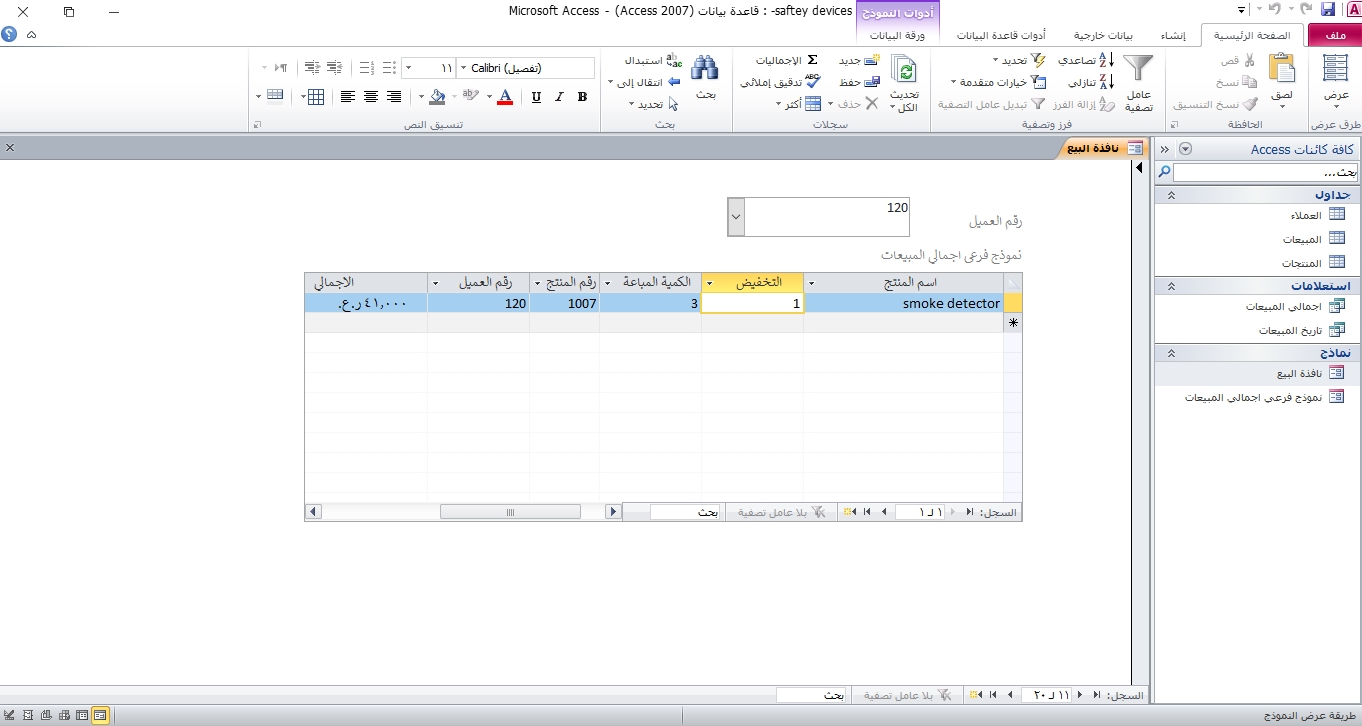 saftey devices- : قاعدة بيانات (Access 2007) - Microsoft Access
أدوات النموذج
ملف
الصفحة الرئيسية
إنشاء
بيانات خارجية
أدوات قاعدة البيانات
ورقة البيانات
عرض
طرق عرض
لصق
قص
نسخ
نسخ التنسيق
الحافظة
عامل تصفية
تصاعدي
تنازلي
إزالة الفرز
تحديد
خيارات متقدمة
تبديل عامل التصفية
فرز وتصفية
تحديث الكل
جديد
حفظ
حذف
الإجماليات
تدقيق إملائي
أكثر
سجلات
بحث
استبدال
انتقال إلى
تحديد
بحث
Calibri (تفصيل)
١١
B I U A
تنسيق النص
كافة كائنات Access
بحث...
جداول
العملاء
المبيعات
المنتجات
استعلامات
اجمالي المبيعات
تاريخ المبيعات
نماذج
نافذة البيع
نموذج فرعي اجمالي المبيعات
نافذة البيع
رقم العميل 120
نموذج فرعي اجمالي المبيعات
اسم المنتج التخفيض الكمية المباعة رقم المنتج رقم العميل الاجمالي
smoke detector 1 3 1007 120 ٤١,٠٠٠ ر.ع.
السجل: ١ لـ ١ بلا عامل تصفية بحث
السجل: ١١ لـ ٢٠ بلا عامل تصفية بحث
طريقة عرض النموذج